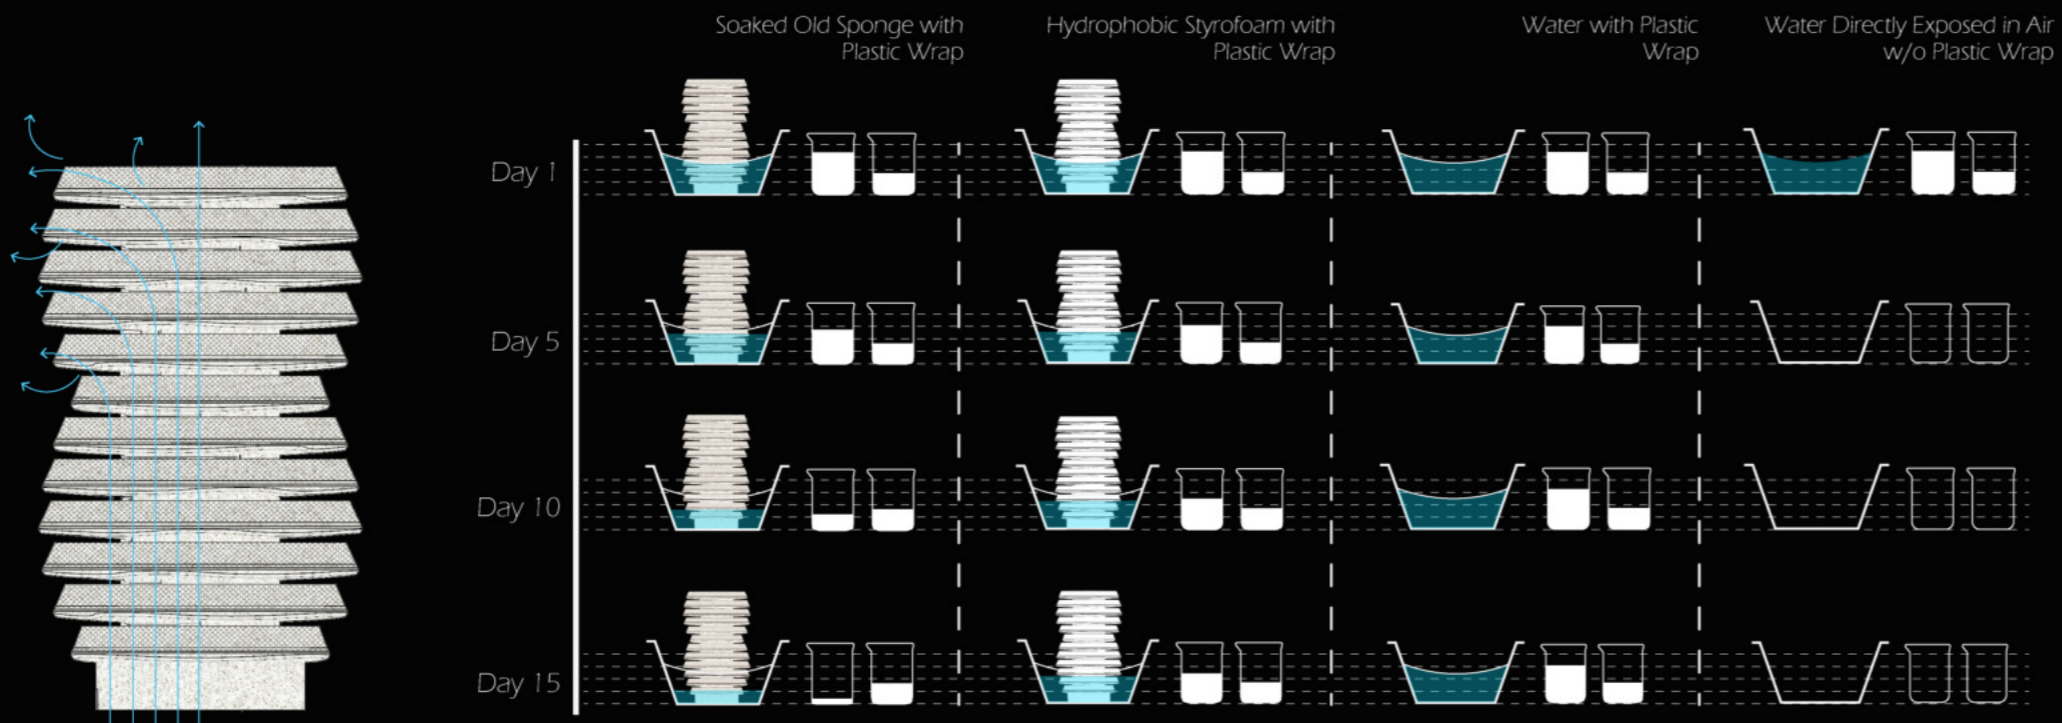 Soaked Old Sponge with
Plastic Wrap
Hydrophobic Styrofoam with
Plastic Wrap
Water with Plastic
Wrap
Water Directly Exposed in Air
w/o Plastic Wrap
Day 1
Day 5
Day 10
Day 15